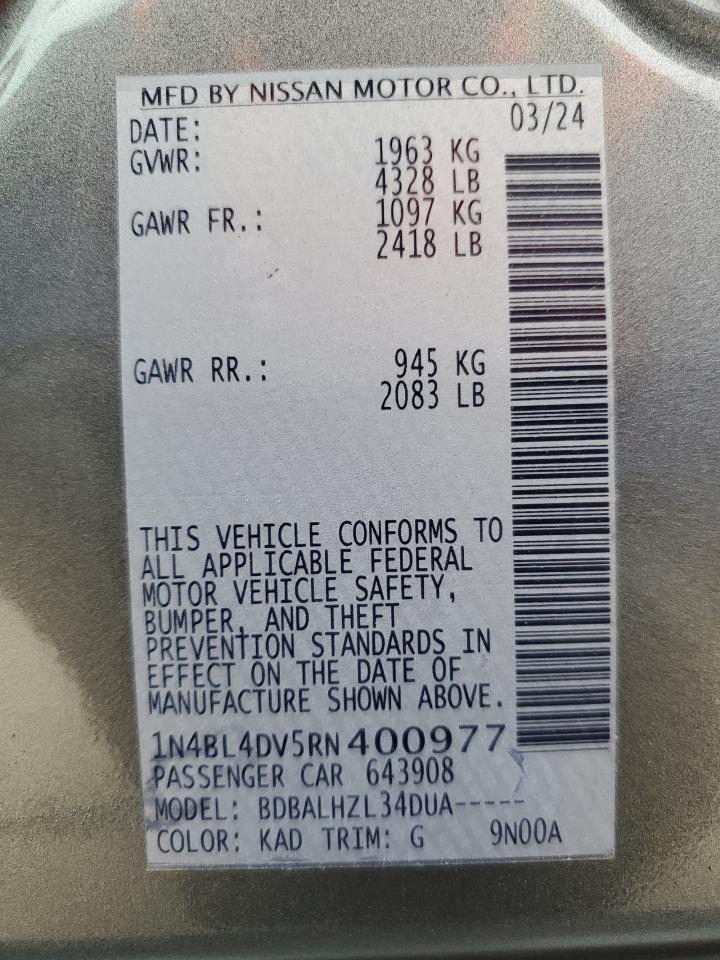 MFD BY NISSAN MOTOR CO., LTD.
DATE: 03/24
GVWR: 1963 KG
4328 LB
GAWR FR.: 1097 KG
2418 LB
GAWR RR.: 945 KG
2083 LB
THIS VEHICLE CONFORMS TO
ALL APPLICABLE FEDERAL
MOTOR VEHICLE SAFETY,
BUMPER, AND THEFT
PREVENTION STANDARDS IN
EFFECT ON THE DATE OF
MANUFACTURE SHOWN ABOVE.
1N4BL4DV5RN400977
PASSENGER CAR 643908
MODEL: BDBALHZL34DUA-----
COLOR: KAD TRIM: G 9N00A